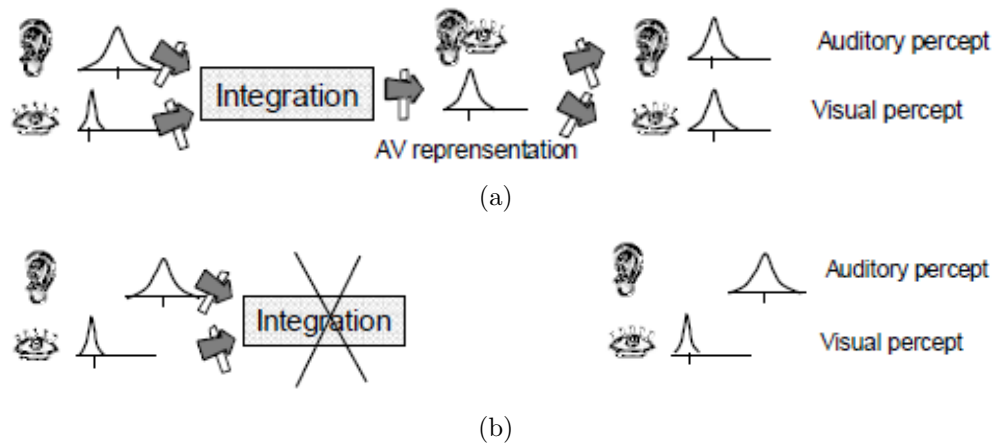 Auditory percept
Integration
Visual percept
AV reprensentation
(a)
Auditory percept
Integration
Visual percept
(b)